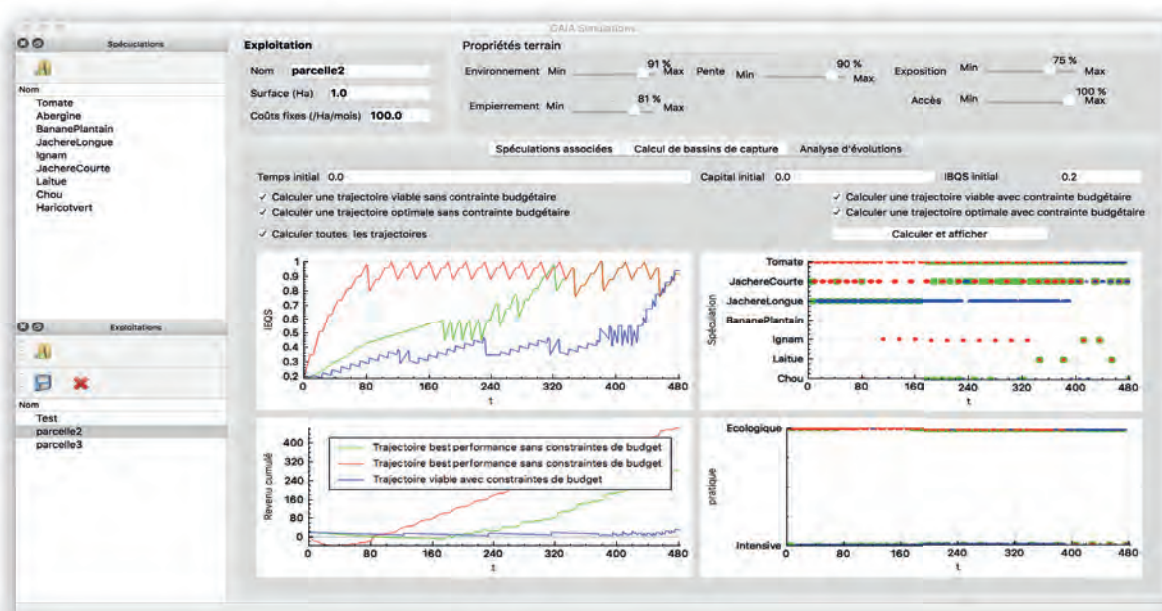 GAIA Simulations
Spécuciations
Nom
Tomate
Abergine
BananePlantain
JachereLongue
Ignam
JachereCourte
Laitue
Chou
Haricotvert
Exploitations
Nom
Test
parcelle2
parcelle3
Exploitation
Nom parcelle2
Surface (Ha) 1.0
Coûts fixes (/Ha/mois) 100.0
Propriétés terrain
Environnement Min 91 % Max
Pente Min 90 % Max
Exposition Min 75 % Max
Empierrement Min 81 % Max
Accès Min 100 % Max
Spéculations associées Calcul de bassins de capture Analyse d'évolutions
Temps initial 0.0 Capital initial 0.0 IBQS initial 0.2
✓ Calculer une trajectoire viable sans contrainte budgétaire
✓ Calculer une trajectoire viable avec contrainte budgétaire
✓ Calculer une trajectoire optimale sans contrainte budgétaire
✓ Calculer une trajectoire optimale avec contrainte budgétaire
✓ Calculer toutes les trajectoires
Calculer et afficher
IBQS
1
0.9
0.8
0.7
0.6
0.5
0.4
0.3
0.2
0 80 160 240 320 400 480
t
Spéculation
Tomate
JachereCourte
JachereLongue
BananePlantain
Ignam
Laitue
Chou
0 80 160 240 320 400 480
t
Revenu cumulé
400
320
240
160
80
0
Trajectoire best performance sans constraintes de budget
Trajectoire best performance sans constraintes de budget
Trajectoire viable avec constraintes de budget
0 80 160 240 320 400 480
t
pratique
Ecologique
Intensive
0 80 160 240 320 400 480
t